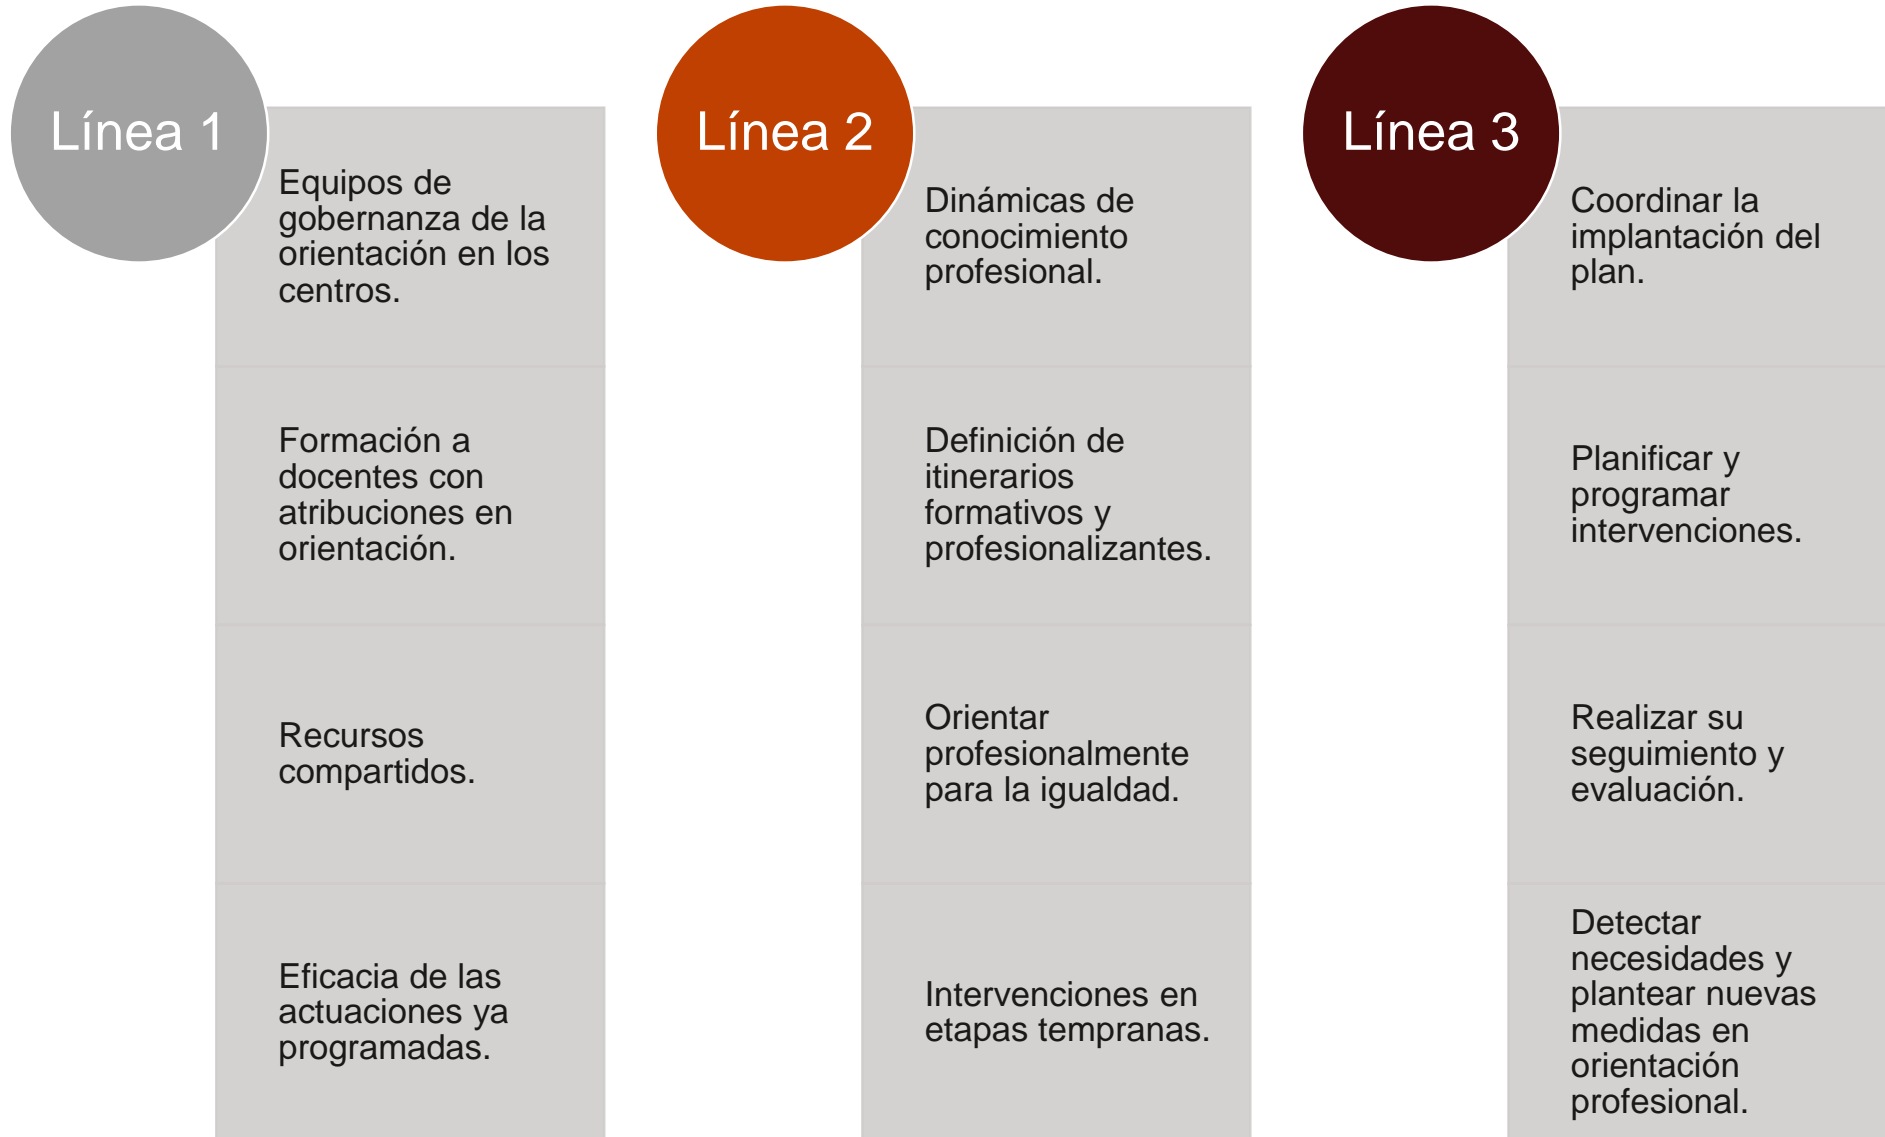 Línea 1
Equipos de
gobernanza de la
orientación en los
centros.
Formación a
docentes con
atribuciones en
orientación.
Recursos
compartidos.
Eficacia de las
actuaciones ya
programadas.
Línea 2
Dinámicas de
conocimiento
profesional.
Definición de
itinerarios
formativos y
profesionalizantes.
Orientar
profesionalmente
para la igualdad.
Intervenciones en
etapas tempranas.
Línea 3
Coordinar la
implantación del
plan.
Planificar y
programar
intervenciones.
Realizar su
seguimiento y
evaluación.
Detectar
necesidades y
plantear nuevas
medidas en
orientación
profesional.